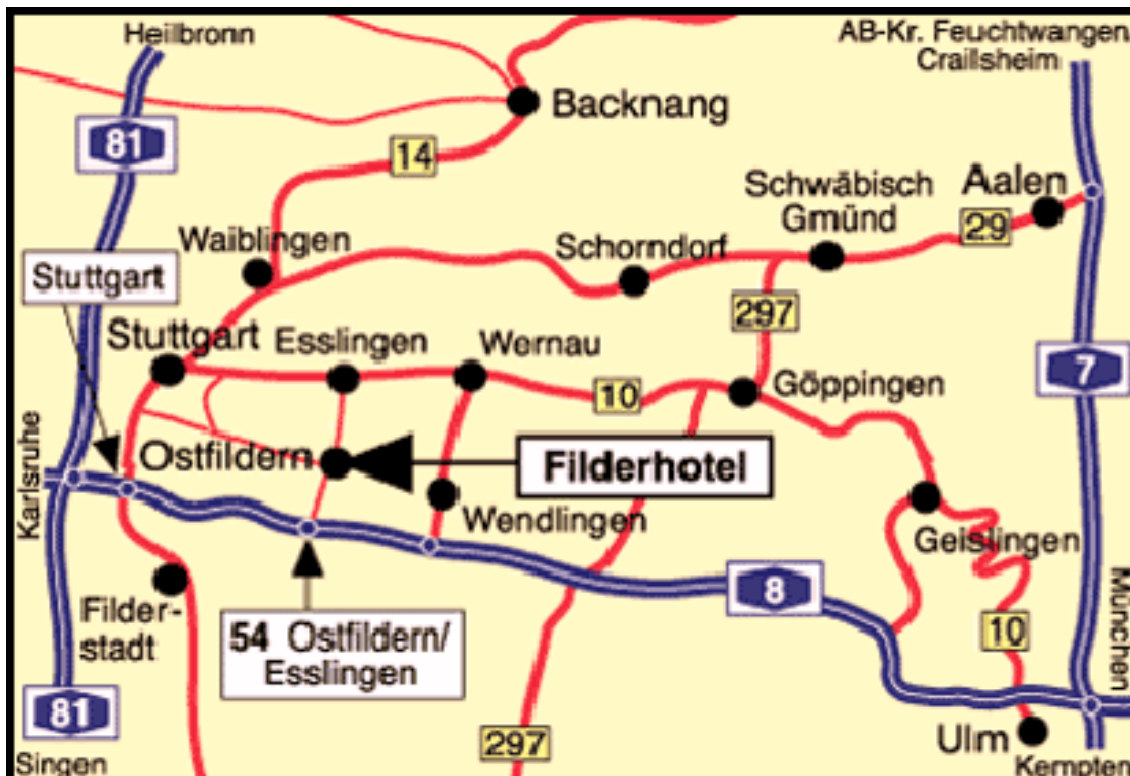 Heilbronn
AB-Kr. Feuchtwangen/
Crailsheim
81
Backnang
14
Schwäbisch
Gmünd
Aalen
29
Waiblingen
Schorndorf
Stuttgart
297
Stuttgart
Esslingen
Wernau
7
10
Göppingen
Karlsruhe
Ostfildern
Filderhotel
Wendlingen
Geislingen
8
München
Filder-
stadt
54 Ostfildern/
Esslingen
10
81
297
Ulm
Singen
Kempten